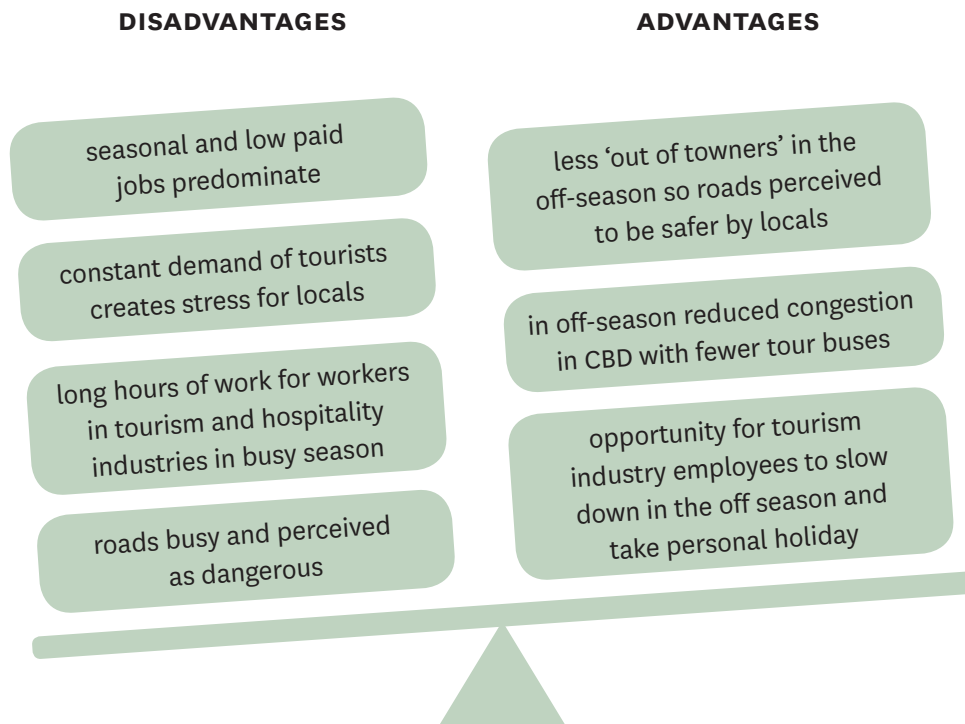 DISADVANTAGES
seasonal and low paid
jobs predominate
constant demand of tourists
creates stress for locals
long hours of work for workers
in tourism and hospitality
industries in busy season
roads busy and perceived
as dangerous
ADVANTAGES
less ‘out of towners’ in the
off-season so roads perceived
to be safer by locals
in off-season reduced congestion
in CBD with fewer tour buses
opportunity for tourism
industry employees to slow
down in the off season and
take personal holiday